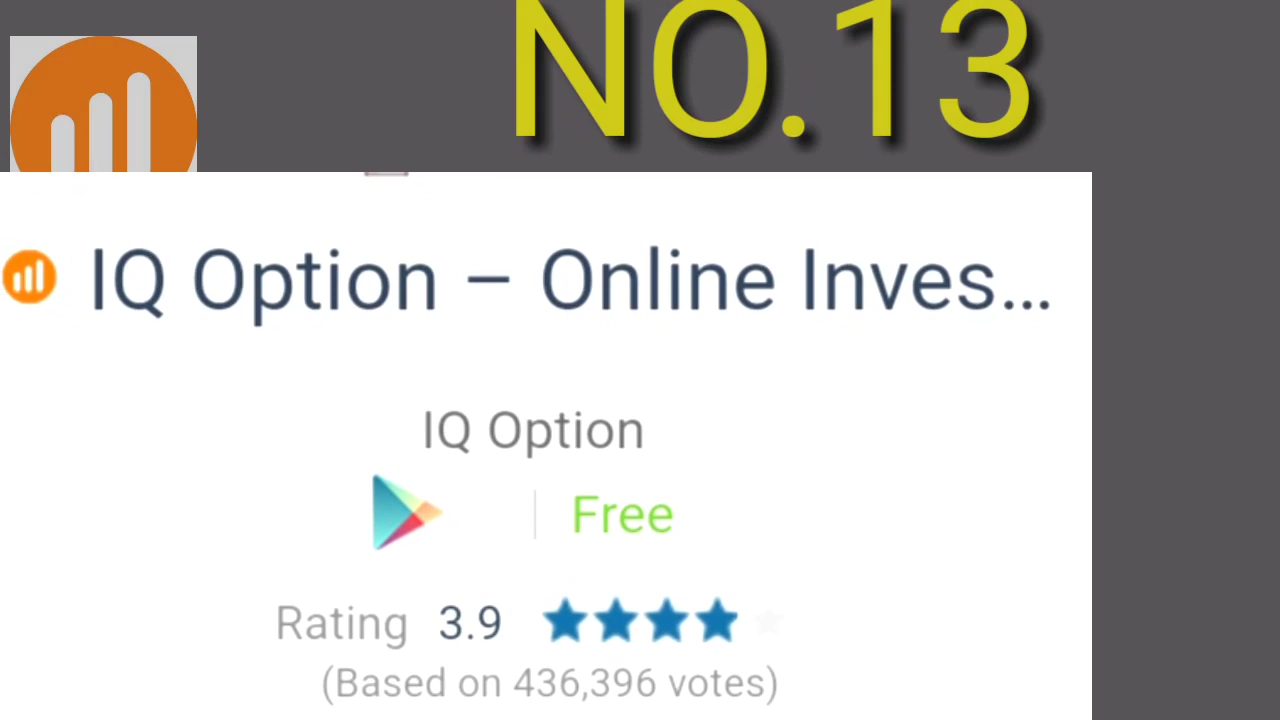 NO.13
IQ Option – Online Inves...
IQ Option
Free
Rating 3.9
(Based on 436,396 votes)